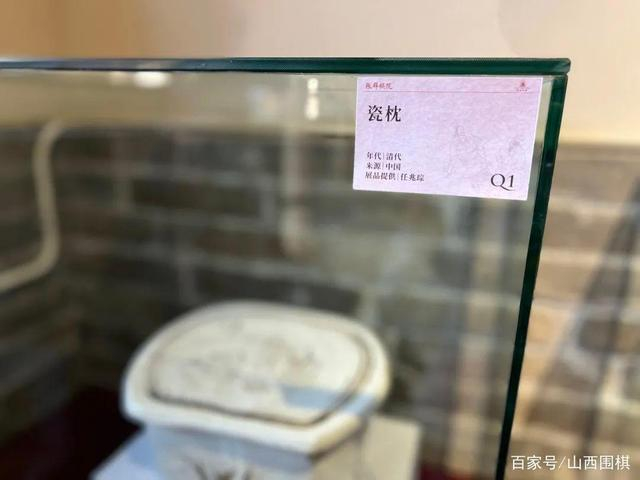 瓷枕
年代|清代
来源|中国
展品提供|任兆琮
Q1
百家号/山西围棋